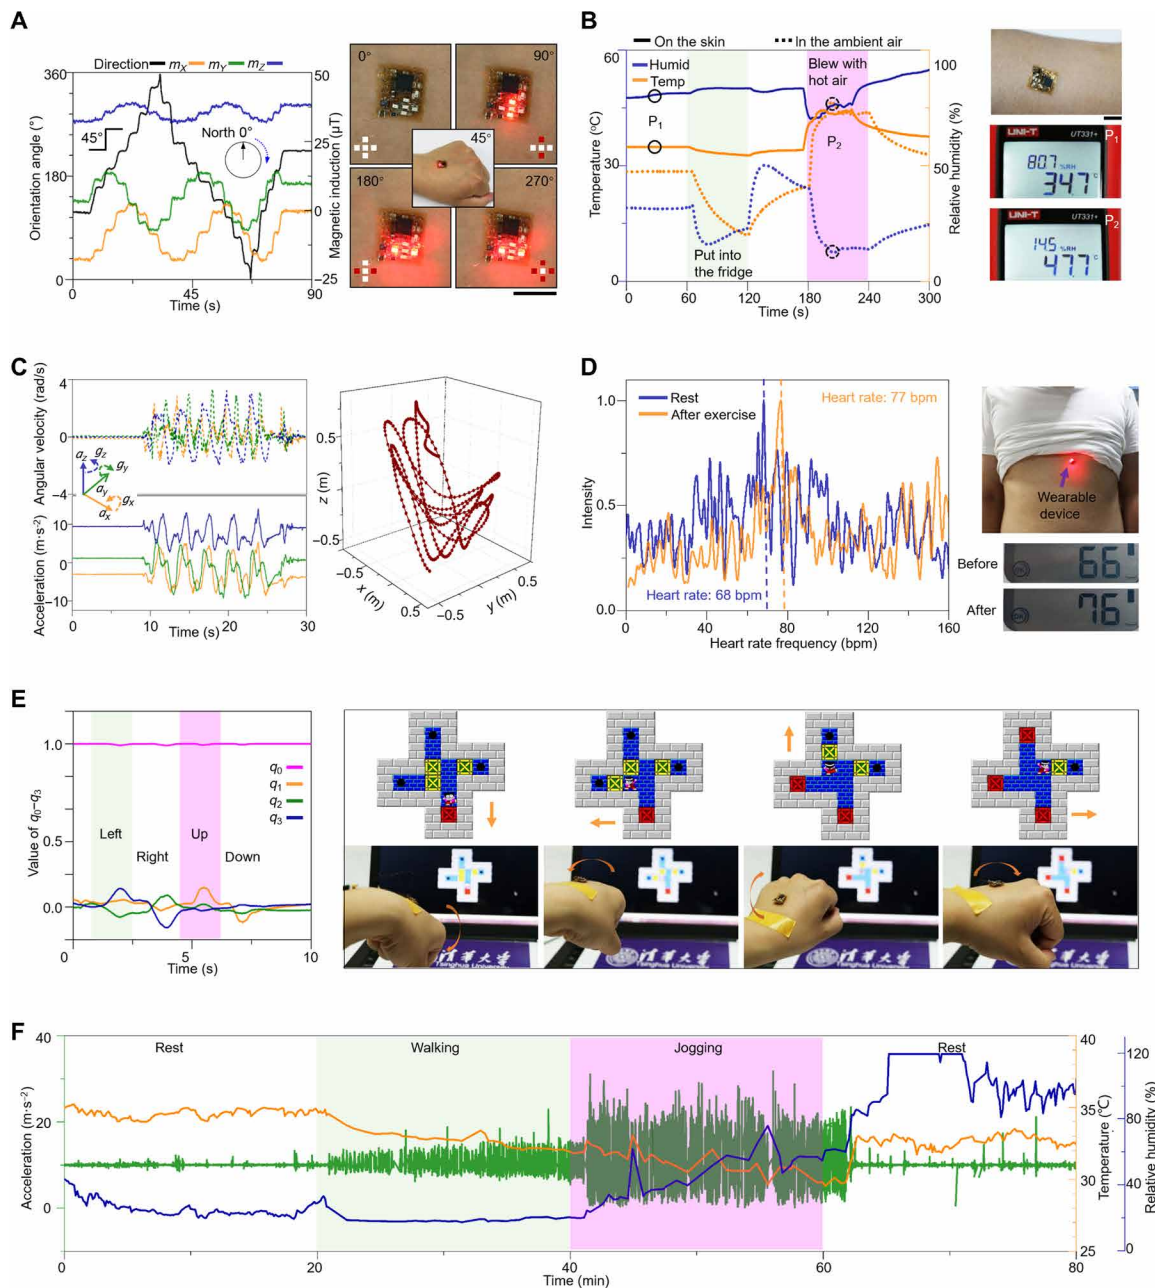 A
Direction
mX
mY
mZ
360
180
0
Orientation angle (°)
45°
North 0°
50
25
0
−25
Magnetic induction (μT)
0
45
90
Time (s)
0°
90°
45°
180°
270°
B
On the skin
In the ambient air
60
30
0
Temperature (°C)
Humid
Temp
P1
Blew with
hot air
P2
Put into
the fridge
100
50
0
Relative humidity (%)
0
60
120
180
240
300
Time (s)
UNI-T
UT331+
P1
80.7
%RH
34.7
°C
UNI-T
UT331+
P2
14.5
%RH
47.7
°C
C
4
0
−4
Angular velocity (rad/s)
az
gz
gy
ay
gx
ax
10
0
−10
Acceleration (m·s−2)
0
10
20
30
Time (s)
0.5
0.0
−0.5
z (m)
−0.5
0.5
x (m)
−0.5
0.5
y (m)
D
Rest
After exercise
Heart rate: 77 bpm
1.0
0.5
0.0
Intensity
Heart rate: 68 bpm
0
40
80
120
160
Heart rate frequency (bpm)
Wearable
device
Before
66
After
76
E
1.0
0.5
0.0
Value of q0–q3
q0
q1
q2
q3
Left
Up
Right
Down
0
5
10
Time (s)
清华大学
Tsinghua University
F
Rest
Walking
Jogging
Rest
40
20
0
Acceleration (m·s−2)
40
35
30
25
Temperature (°C)
120
80
40
0
Relative humidity (%)
0
20
40
60
80
Time (min)